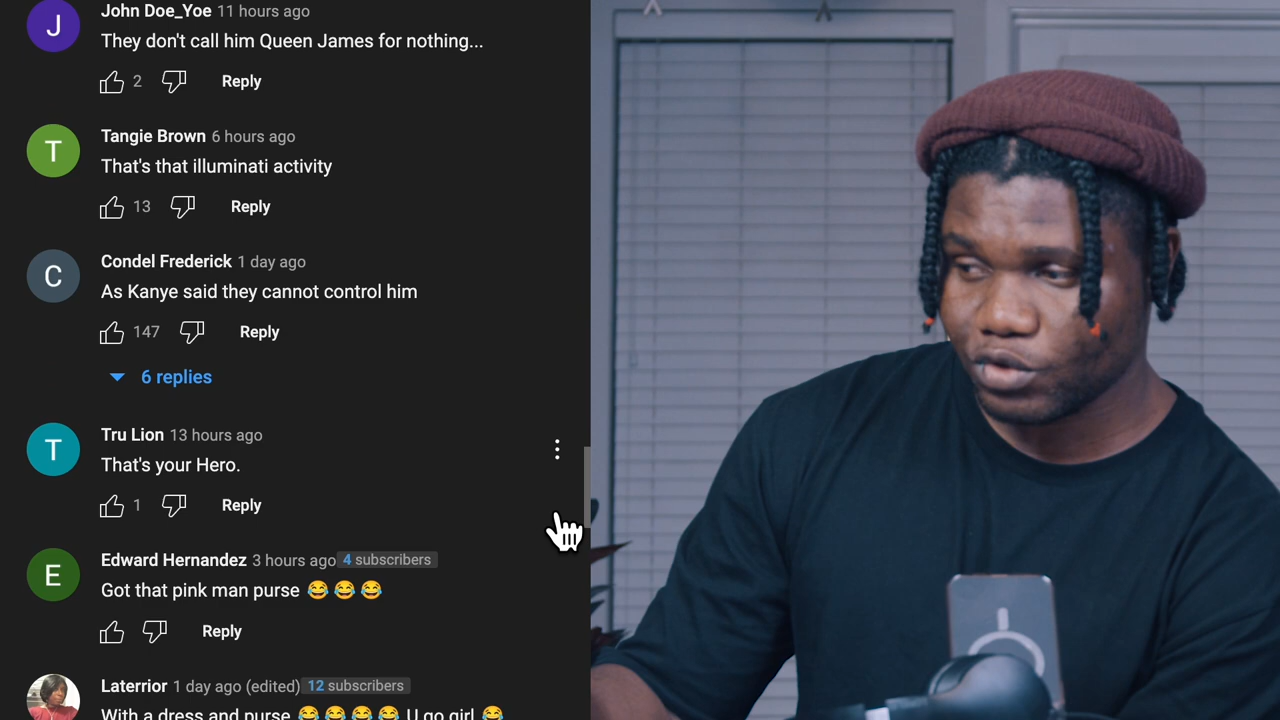 J
John Doe_Yoe 11 hours ago
They don't call him Queen James for nothing...
2 Reply
T
Tangie Brown 6 hours ago
That's that illuminati activity
13 Reply
C
Condel Frederick 1 day ago
As Kanye said they cannot control him
147 Reply
6 replies
T
Tru Lion 13 hours ago
That's your Hero.
1 Reply
E
Edward Hernandez 3 hours ago 4 subscribers
Got that pink man purse 😂 😂 😂
Reply
Laterrior 1 day ago (edited) 12 subscribers
With a dress and purse 😂 😂 😂 😂 U go girl 😂